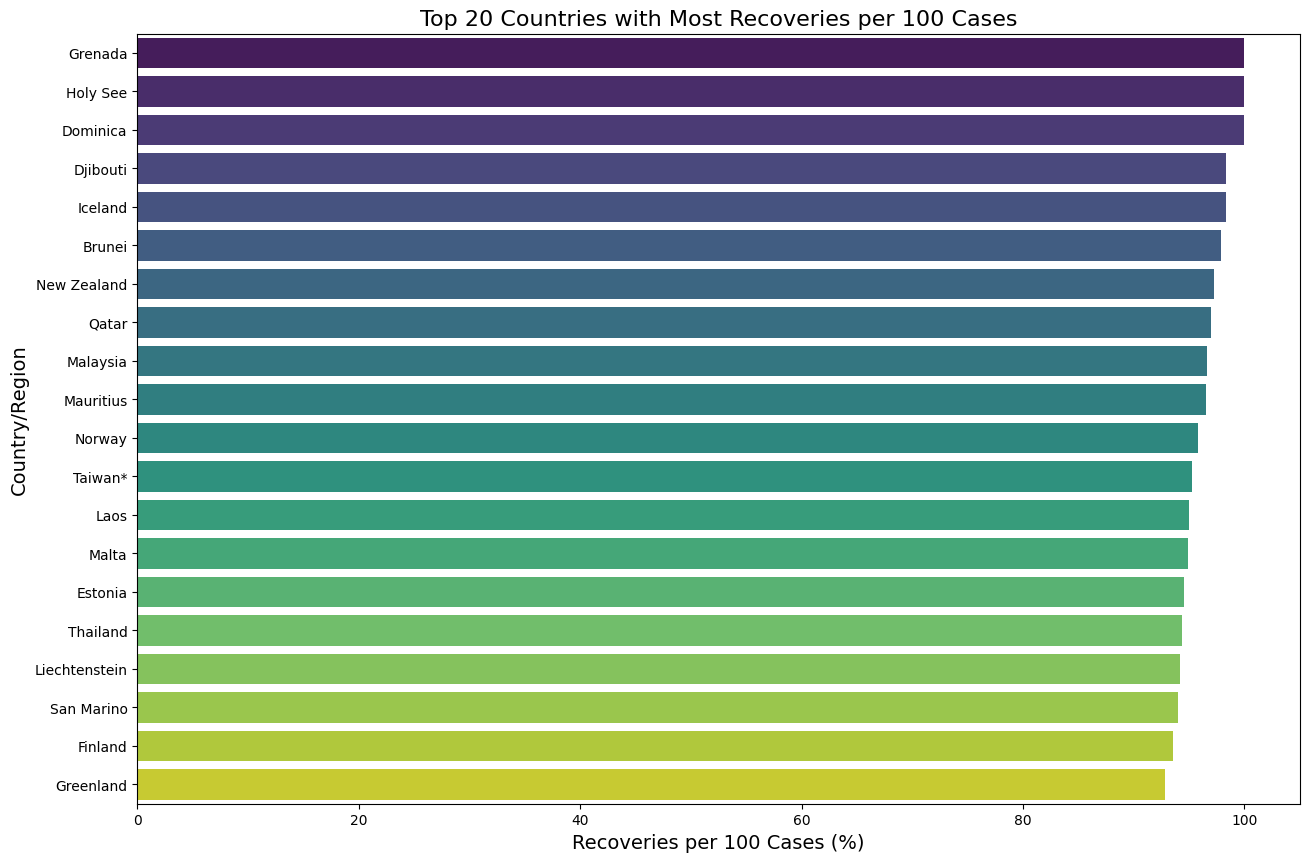 Top 20 Countries with Most Recoveries per 100 Cases
Country/Region
Grenada
Holy See
Dominica
Djibouti
Iceland
Brunei
New Zealand
Qatar
Malaysia
Mauritius
Norway
Taiwan*
Laos
Malta
Estonia
Thailand
Liechtenstein
San Marino
Finland
Greenland
0 20 40 60 80 100
Recoveries per 100 Cases (%)